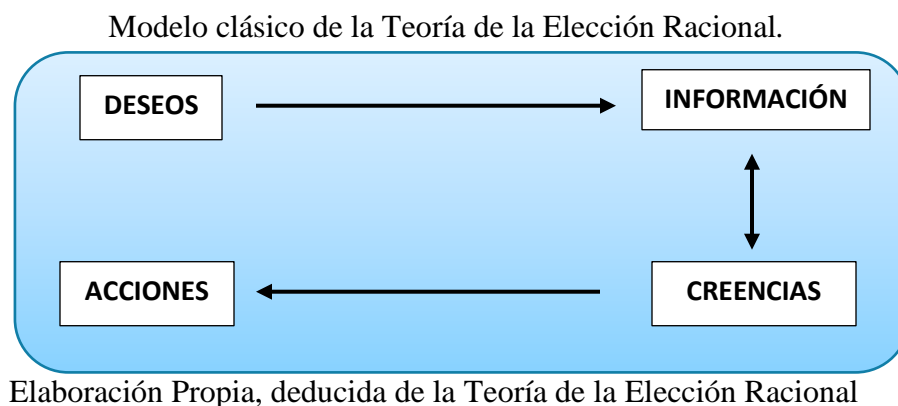 Modelo clásico de la Teoría de la Elección Racional.
DESEOS
INFORMACIÓN
ACCIONES
CREENCIAS
Elaboración Propia, deducida de la Teoría de la Elección Racional